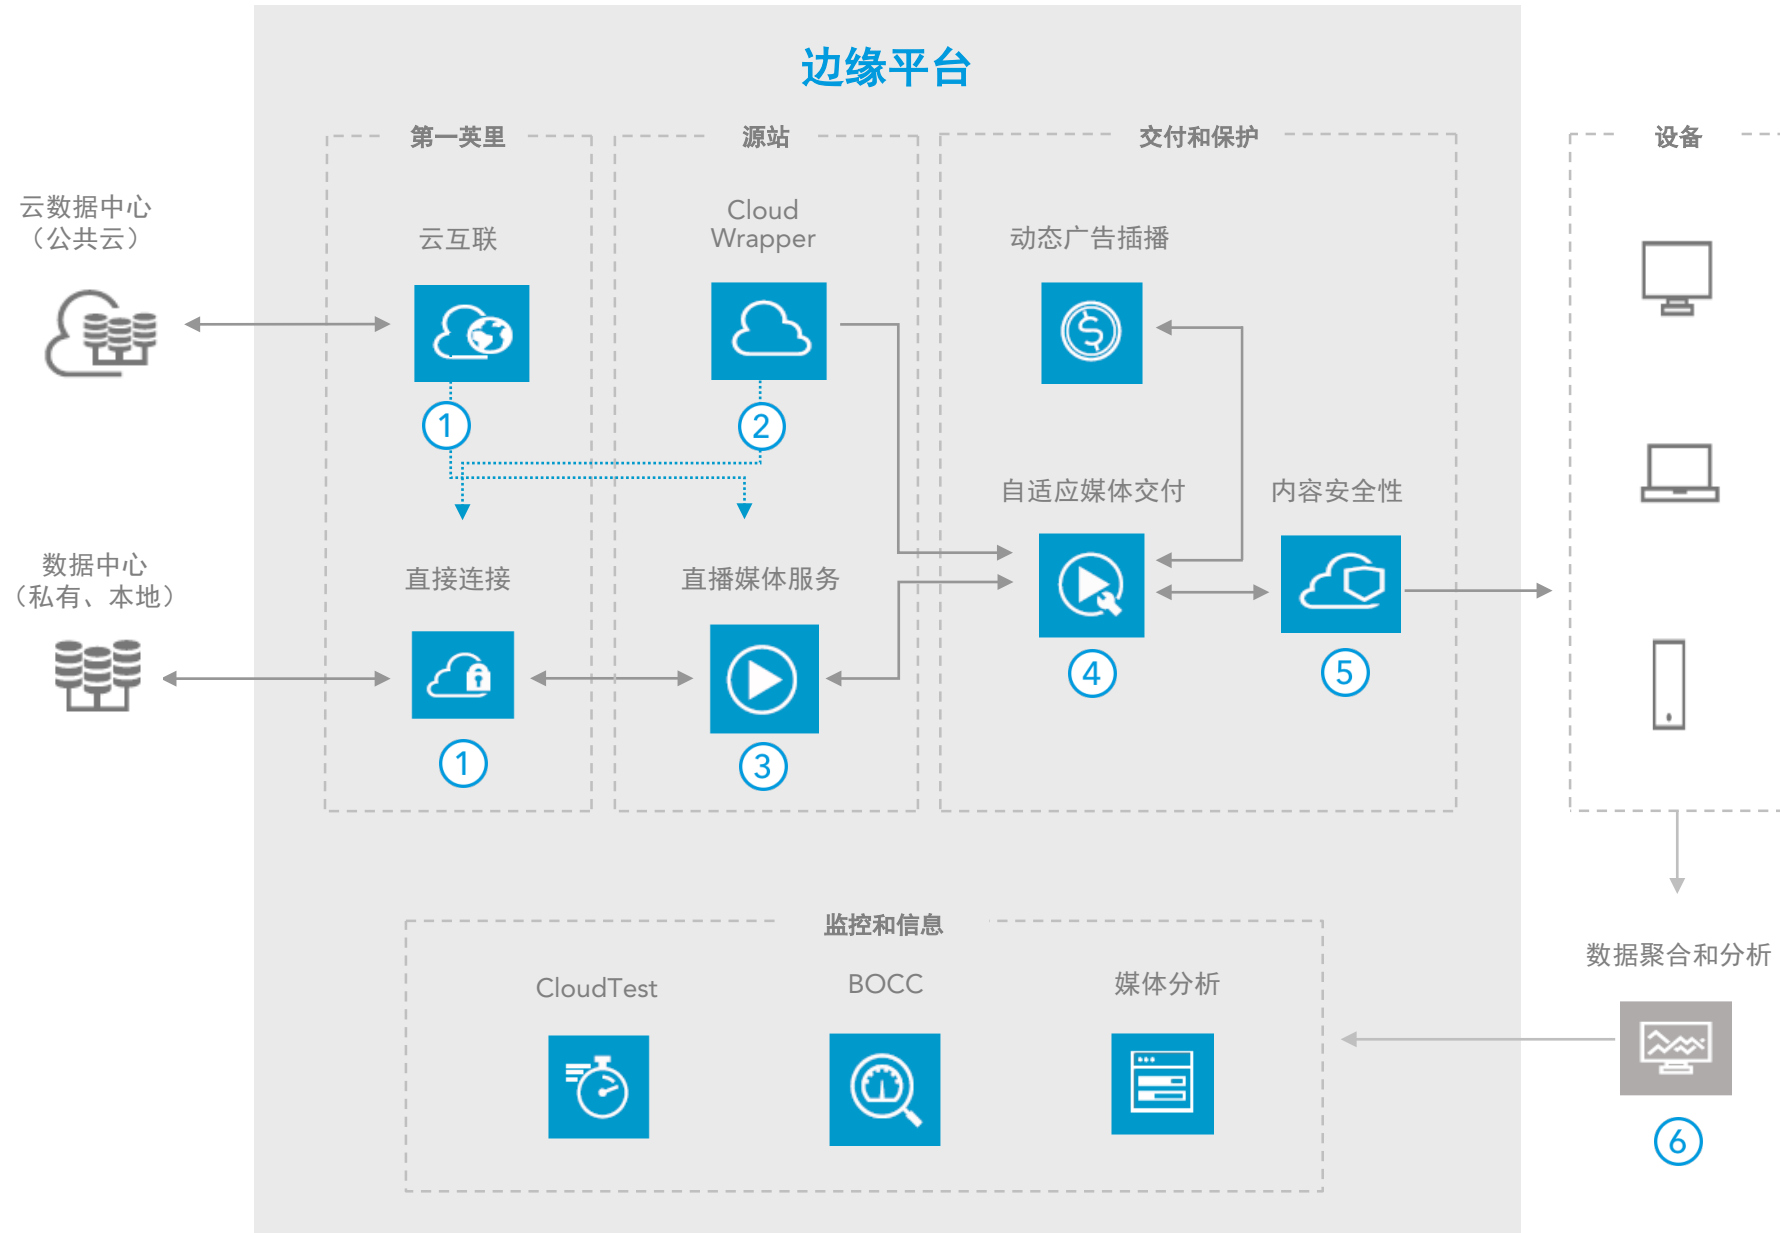 边缘平台
第一英里
源站
交付和保护
设备
云数据中心
（公共云）
云互联
Cloud
Wrapper
动态广告插播
1
2
自适应媒体交付
内容安全性
数据中心
（私有、本地）
直接连接
直播媒体服务
4
5
1
3
监控和信息
CloudTest
BOCC
媒体分析
数据聚合和分析
6